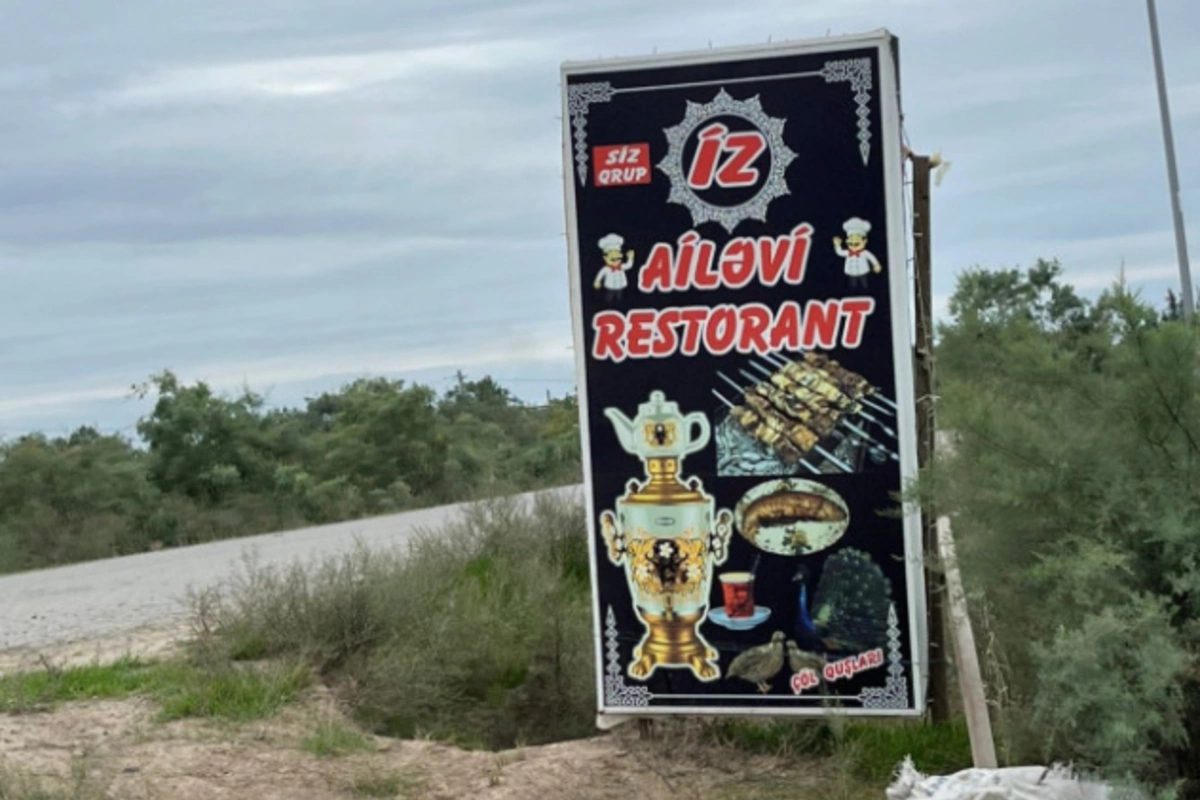 SİZ
QRUP
İZ
AİLƏVİ
RESTORANT
ÇÖL QUŞLARI